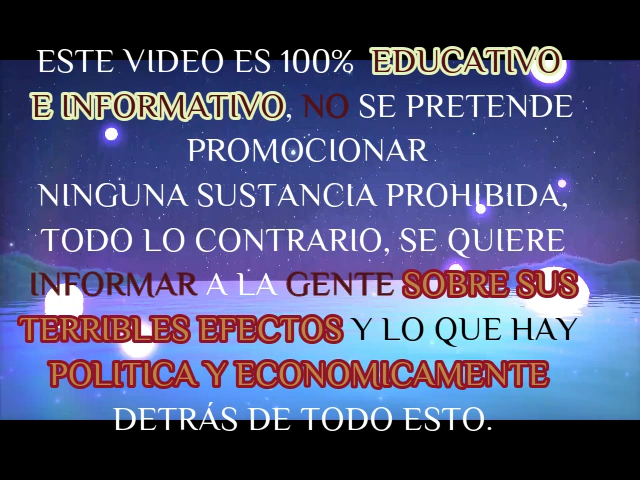 ESTE VIDEO ES 100% EDUCATIVO
E INFORMATIVO, NO SE PRETENDE
PROMOCIONAR
NINGUNA SUSTANCIA PROHIBIDA,
TODO LO CONTRARIO, SE QUIERE
INFORMAR A LA GENTE SOBRE SUS
TERRIBLES EFECTOS Y LO QUE HAY
POLITICA Y ECONOMICAMENTE
DETRÁS DE TODO ESTO.